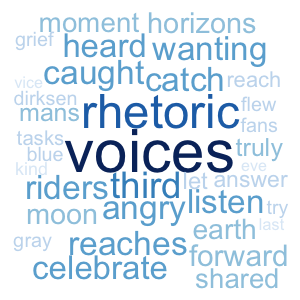 moment horizons
grief heard wanting
caught catch reach
vice
dirksen rhetoric flew
mans fans
tasks voices truly
blue
kind eve
riders third let answer
moon angry listen try
earth last
gray reaches forward
celebrate shared